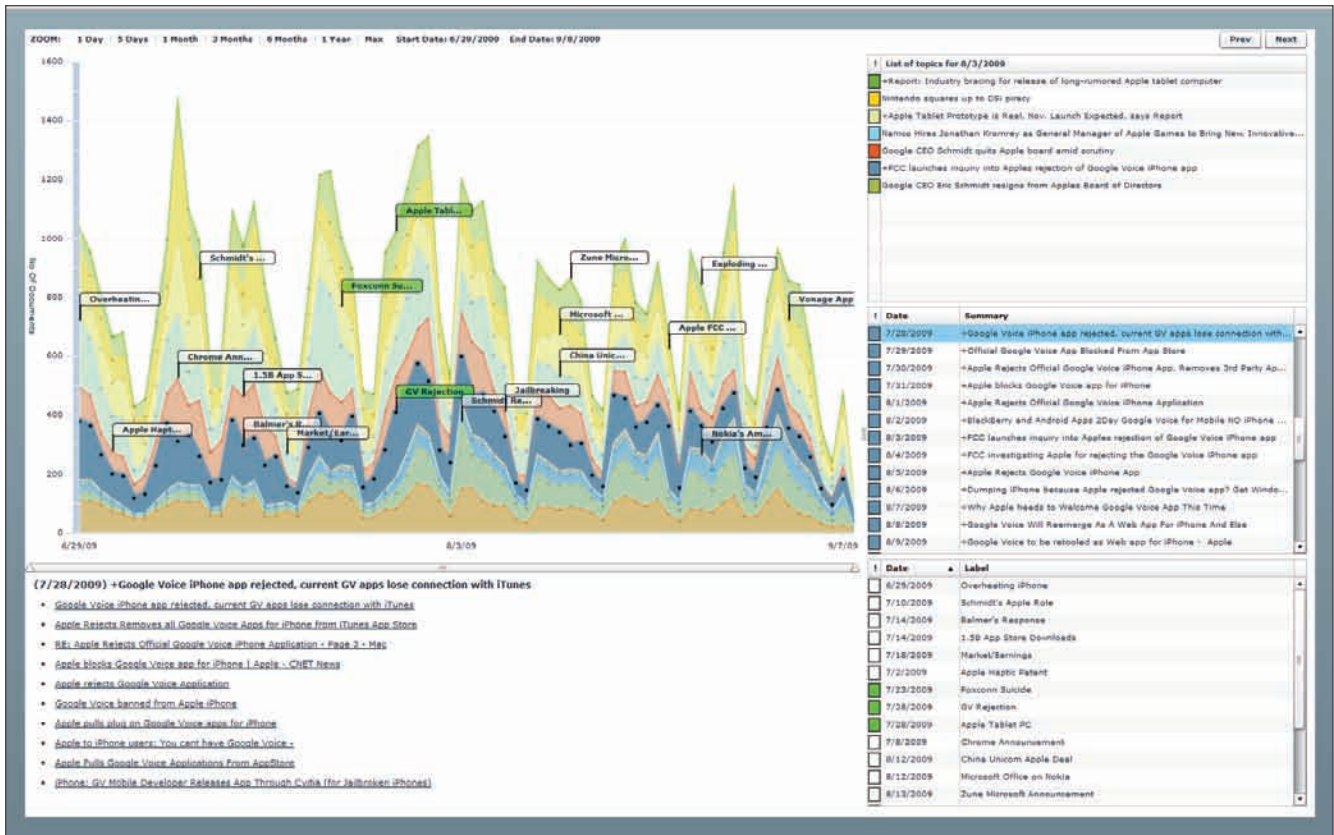 ZOOM: 1 Day 5 Days 1 Month 3 Months 6 Months 1 Year Max Start Date: 6/29/2009 End Date: 9/8/2009
Prev Next
1600
1400
1200
1000
800
600
400
200
0
No Of Documents
6/29/09 8/3/09 9/7/09
Overheatin...
Schmidt's ...
Apple Tabl...
Foxconn Su...
Zune Micro...
Exploding ...
Vonage App
Microsoft ...
Apple FCC ...
Chrome Ann...
1.5B App S...
China Unic...
GV Rejection
Jailbreaking
Schmidt Re...
Apple Hapt...
Balmer's R...
Market/Ear...
Nokia's Am...
! List of topics for 8/3/2009
+Report: Industry bracing for release of long-rumored Apple tablet computer
Nintendo squares up to DSi piracy
+Apple Tablet Prototype is Real, Nov. Launch Expected, says Report
Namco Hires Jonathan Kromrey as General Manager of Apple Games to Bring New, Innovative...
Google CEO Schmidt quits Apple board amid scrutiny
+FCC launches inquiry into Apples rejection of Google Voice iPhone app
Google CEO Eric Schmidt resigns from Apples Board of Directors
! Date Summary
7/28/2009 +Google Voice iPhone app rejected, current GV apps lose connection with...
7/29/2009 +Official Google Voice App Blocked From App Store
7/30/2009 +Apple Rejects Official Google Voice iPhone App, Removes 3rd Party Ap...
7/31/2009 +Apple blocks Google Voice app for iPhone
8/1/2009 +Apple Rejects Official Google Voice iPhone Application
8/2/2009 +BlackBerry and Android Apps 2Day Google Voice for Mobile NO iPhone ...
8/3/2009 +FCC launches inquiry into Apples rejection of Google Voice iPhone app
8/4/2009 +FCC investigating Apple for rejecting the Google Voice iPhone app
8/5/2009 +Apple Rejects Google Voice iPhone App
8/6/2009 +Dumping iPhone because Apple rejected Google Voice app? Get Windo...
8/7/2009 +Why Apple Needs to Welcome Google Voice App This Time
8/8/2009 +Google Voice Will Reemerge As A Web App For iPhone And Else
8/9/2009 +Google Voice to be retooled as Web app for iPhone - Apple
(7/28/2009) +Google Voice iPhone app rejected, current GV apps lose connection with iTunes
• Google Voice iPhone app rejected, current GV apps lose connection with iTunes
• Apple Rejects Removes all Google Voice Apps for iPhone from iTunes App Store
• RE: Apple Rejects Official Google Voice iPhone Application - Page 3 - Mac
• Apple blocks Google Voice app for iPhone | Apple - CNET News
• Apple rejects Google Voice Application
• Google Voice banned from Apple iPhone
• Apple pulls plug on Google Voice apps for iPhone
• Apple to iPhone users: You cant have Google Voice -
• Apple Pulls Google Voice Applications From AppStore
• iPhone: GV Mobile Developer Releases App Through Cydia (for Jailbroken iPhones)
! Date Label
6/29/2009 Overheating iPhone
7/10/2009 Schmidt's Apple Role
7/14/2009 Balmer's Response
7/14/2009 1.5B App Store Downloads
7/18/2009 Market/Earnings
7/2/2009 Apple Haptic Patent
7/23/2009 Foxconn Suicide
7/28/2009 GV Rejection
7/28/2009 Apple Tablet PC
7/8/2009 Chrome Announcement
8/12/2009 China Unicom Apple Deal
8/12/2009 Microsoft Office on Nokia
8/13/2009 Zune Microsoft Announcement